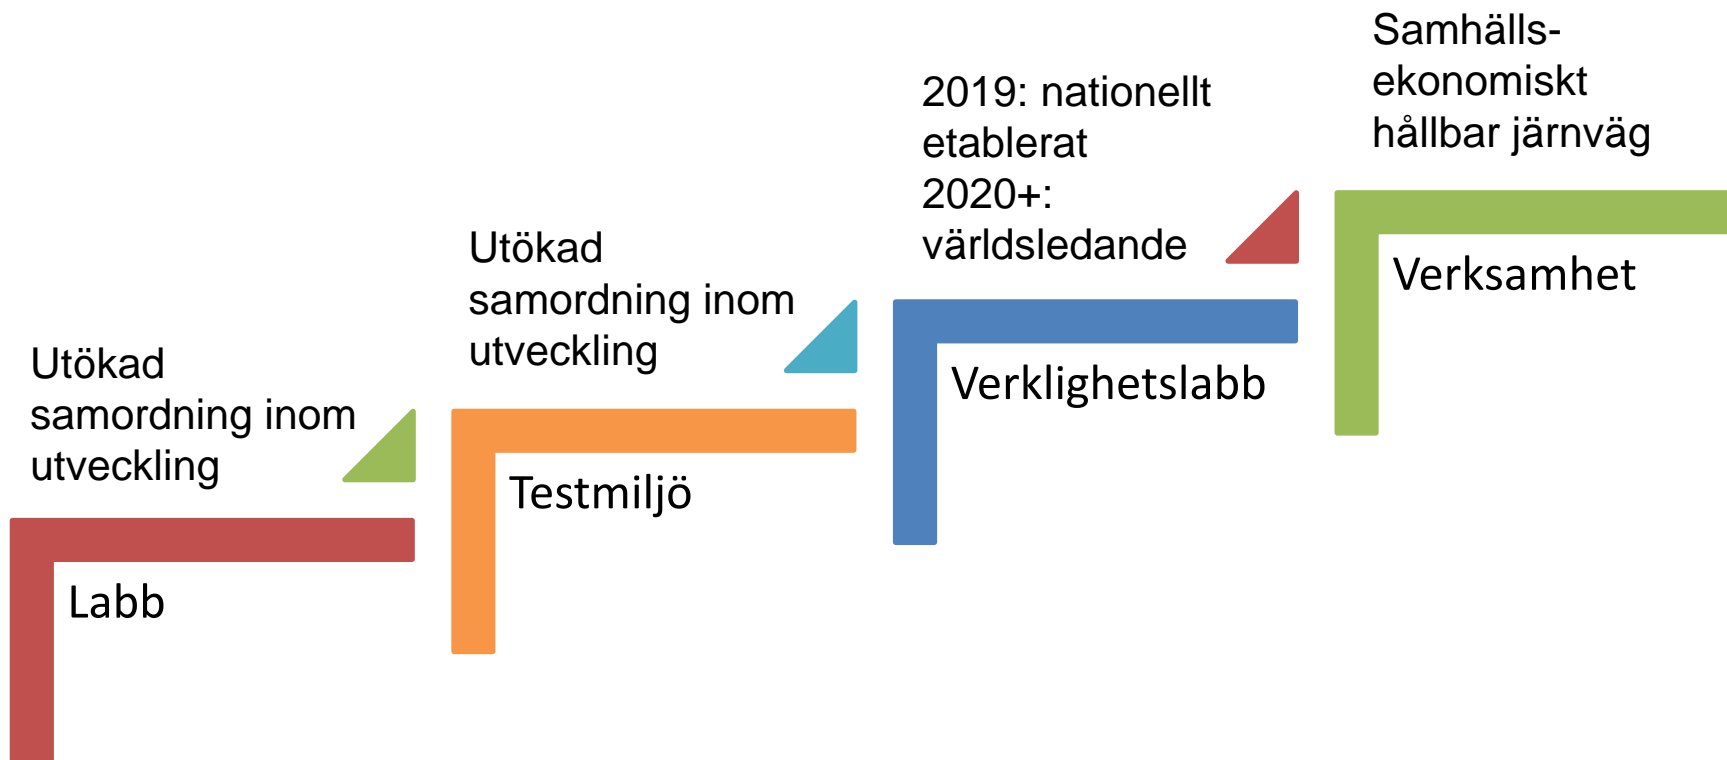 Utökad
samordning inom
utveckling
Labb
Utökad
samordning inom
utveckling
Testmiljö
2019: nationellt
etablerat
2020+:
världsledande
Verklighetslabb
Samhälls-
ekonomiskt
hållbar järnväg
Verksamhet